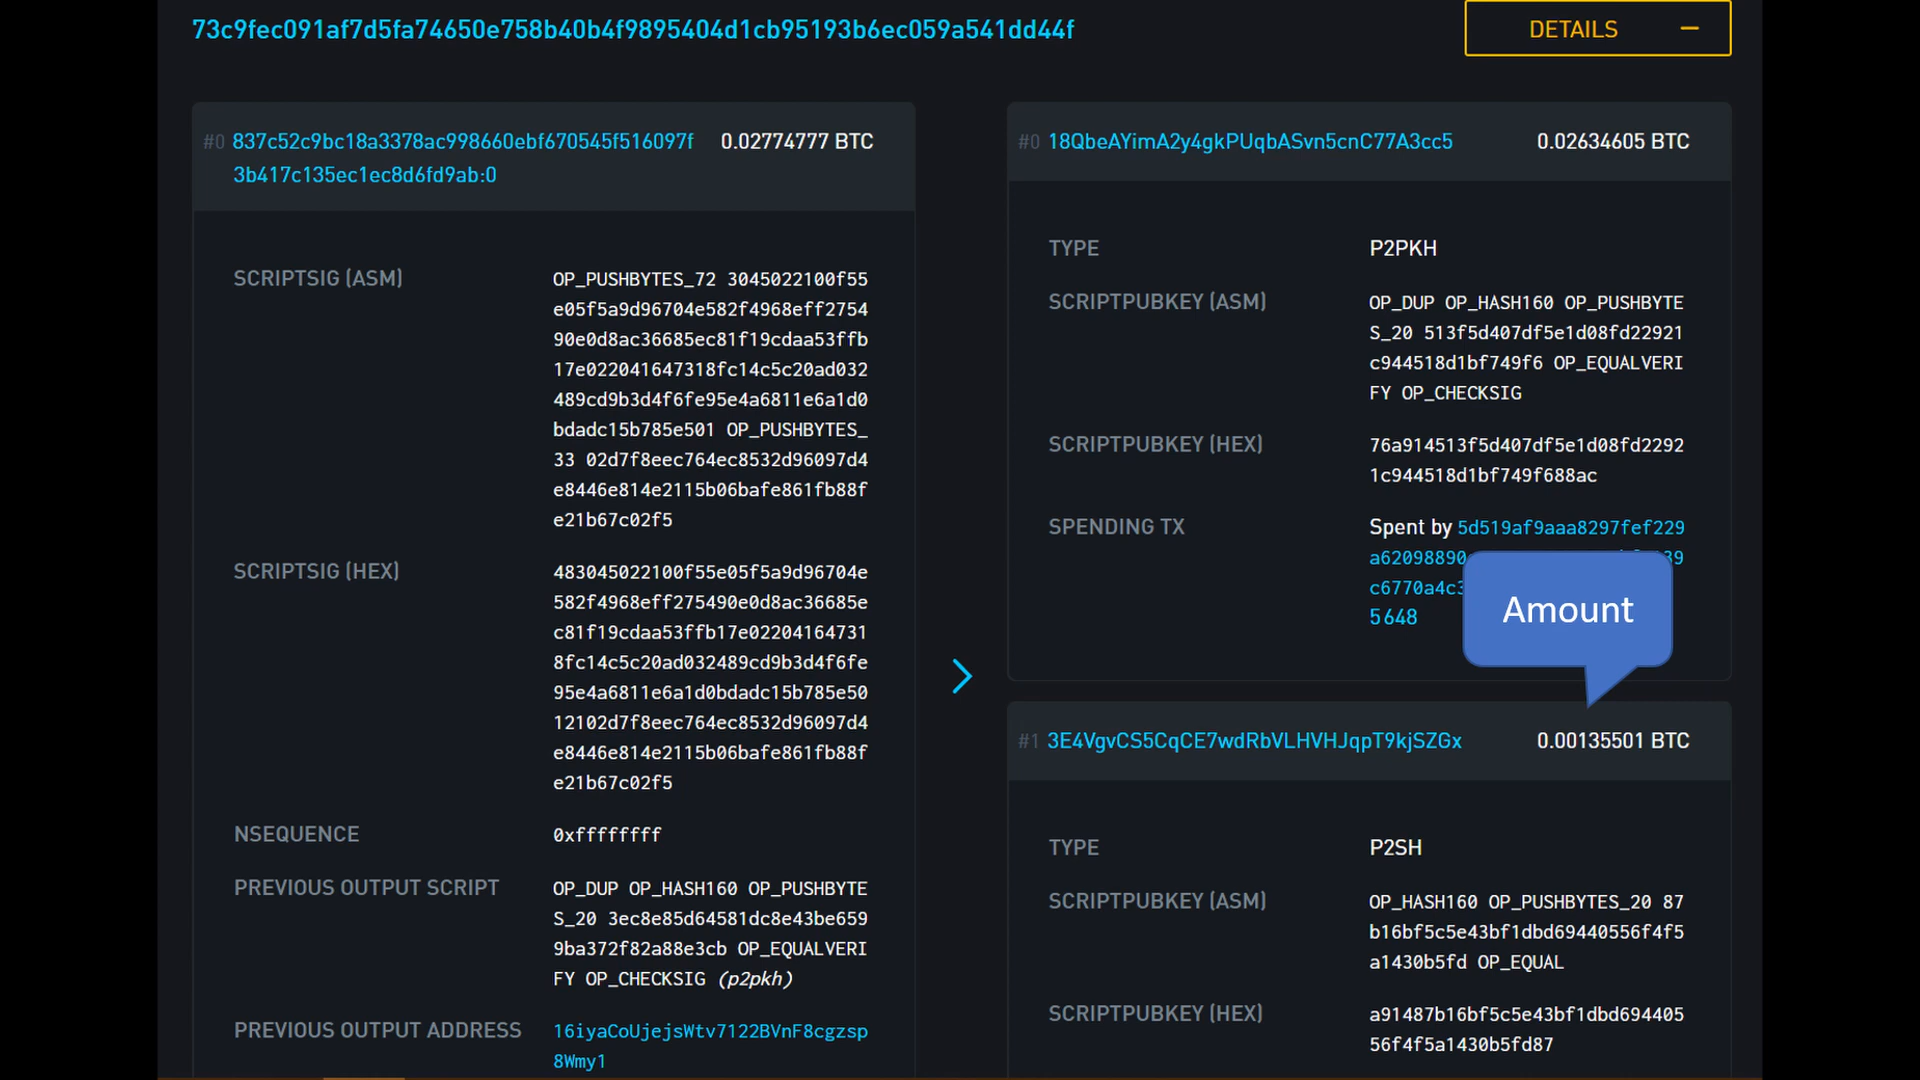 73c9fec091af7d5fa74650e758b40b4f9895404d1cb95193b6ec059a541dd44f
DETAILS
#0 837c52c9bc18a3378ac998660ebf670545f516097f
3b417c135ec1ec8d6fd9ab:0
0.02774777 BTC
SCRIPTSIG (ASM)
OP_PUSHBYTES_72 3045022100f55
e05f5a9d96704e582f4968eff2754
90e0d8ac36685ec81f19cdaa53ffb
17e022041647318fc14c5c20ad032
489cd9b3d4f6fe95e4a6811e6a1d0
bdadc15b785e501 OP_PUSHBYTES_
33 02d7f8eec764ec8532d96097d4
e8446e814e2115b06bafe861fb88f
e21b67c02f5
SCRIPTSIG (HEX)
483045022100f55e05f5a9d96704e
582f4968eff275490e0d8ac36685e
c81f19cdaa53ffb17e02204164731
8fc14c5c20ad032489cd9b3d4f6fe
95e4a6811e6a1d0bdadc15b785e50
12102d7f8eec764ec8532d96097d4
e8446e814e2115b06bafe861fb88f
e21b67c02f5
NSEQUENCE
0xffffffff
PREVIOUS OUTPUT SCRIPT
OP_DUP OP_HASH160 OP_PUSHBYTE
S_20 3ec8e85d64581dc8e43be659
9ba372f82a88e3cb OP_EQUALVERI
FY OP_CHECKSIG (p2pkh)
PREVIOUS OUTPUT ADDRESS
16iyaCoUjejsWtv7122BVnF8cgzsp
8Wmy1
#0 18QbeAYimA2y4gkPUqbASvn5cnC77A3cc5
0.02634605 BTC
TYPE
P2PKH
SCRIPTPUBKEY (ASM)
OP_DUP OP_HASH160 OP_PUSHBYTE
S_20 513f5d407df5e1d08fd22921
c944518d1bf749f6 OP_EQUALVERI
FY OP_CHECKSIG
SCRIPTPUBKEY (HEX)
76a914513f5d407df5e1d08fd2292
1c944518d1bf749f688ac
SPENDING TX
Spent by 5d519af9aaa8297fef229
a62098890
c6770a4c
5648
Amount
#1 3E4VgvCS5CqCE7wdRbVLHVHJqpT9kjSZGx
0.00135501 BTC
TYPE
P2SH
SCRIPTPUBKEY (ASM)
OP_HASH160 OP_PUSHBYTES_20 87
b16bf5c5e43bf1dbd69440556f4f5
a1430b5fd OP_EQUAL
SCRIPTPUBKEY (HEX)
a91487b16bf5c5e43bf1dbd694405
56f4f5a1430b5fd87